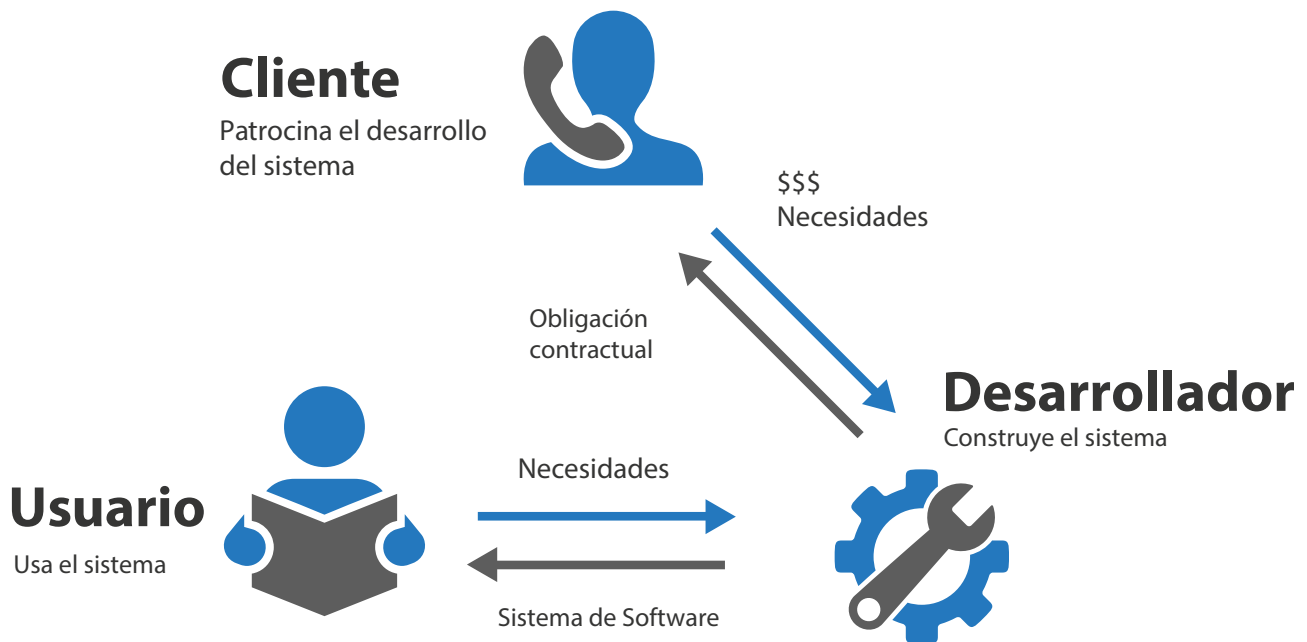 Cliente
Patrocina el desarrollo
del sistema
$$$
Necesidades
Obligación
contractual
Desarrollador
Construye el sistema
Usuario
Usa el sistema
Necesidades
Sistema de Software